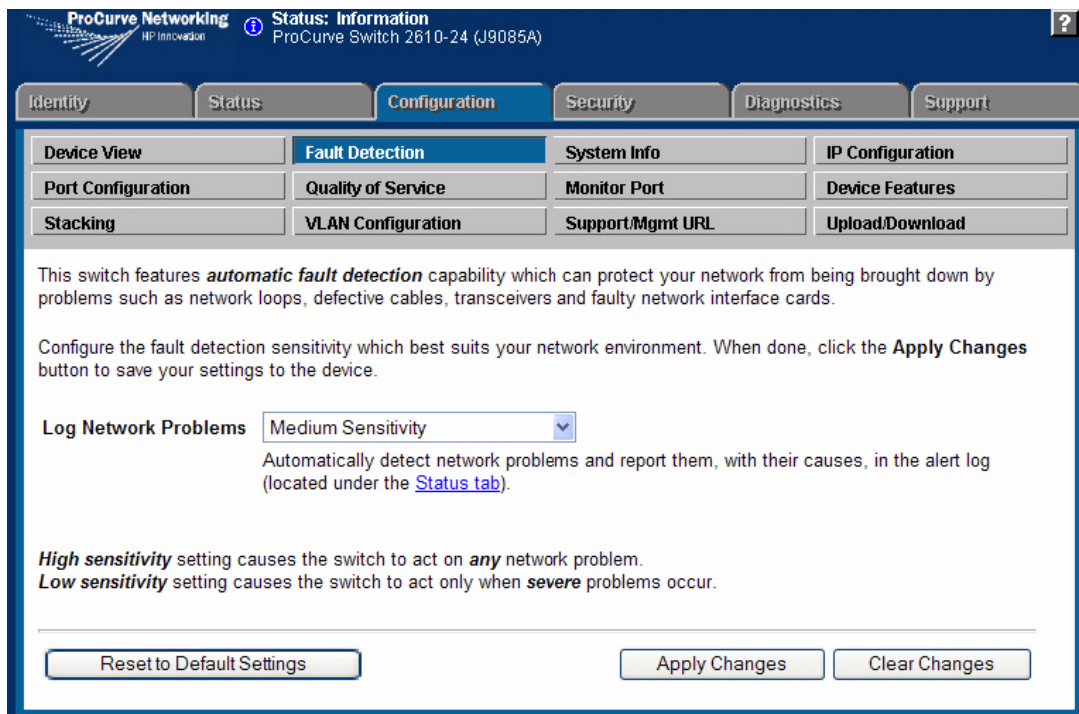 ProCurve Networking
HP Innovation
Status: Information
ProCurve Switch 2610-24 (J9085A)
?
Identity Status Configuration Security Diagnostics Support
Device View Fault Detection System Info IP Configuration
Port Configuration Quality of Service Monitor Port Device Features
Stacking VLAN Configuration Support/Mgmt URL Upload/Download
This switch features automatic fault detection capability which can protect your network from being brought down by
problems such as network loops, defective cables, transceivers and faulty network interface cards.
Configure the fault detection sensitivity which best suits your network environment. When done, click the Apply Changes
button to save your settings to the device.
Log Network Problems Medium Sensitivity
Automatically detect network problems and report them, with their causes, in the alert log
(located under the Status tab).
High sensitivity setting causes the switch to act on any network problem.
Low sensitivity setting causes the switch to act only when severe problems occur.
Reset to Default Settings Apply Changes Clear Changes